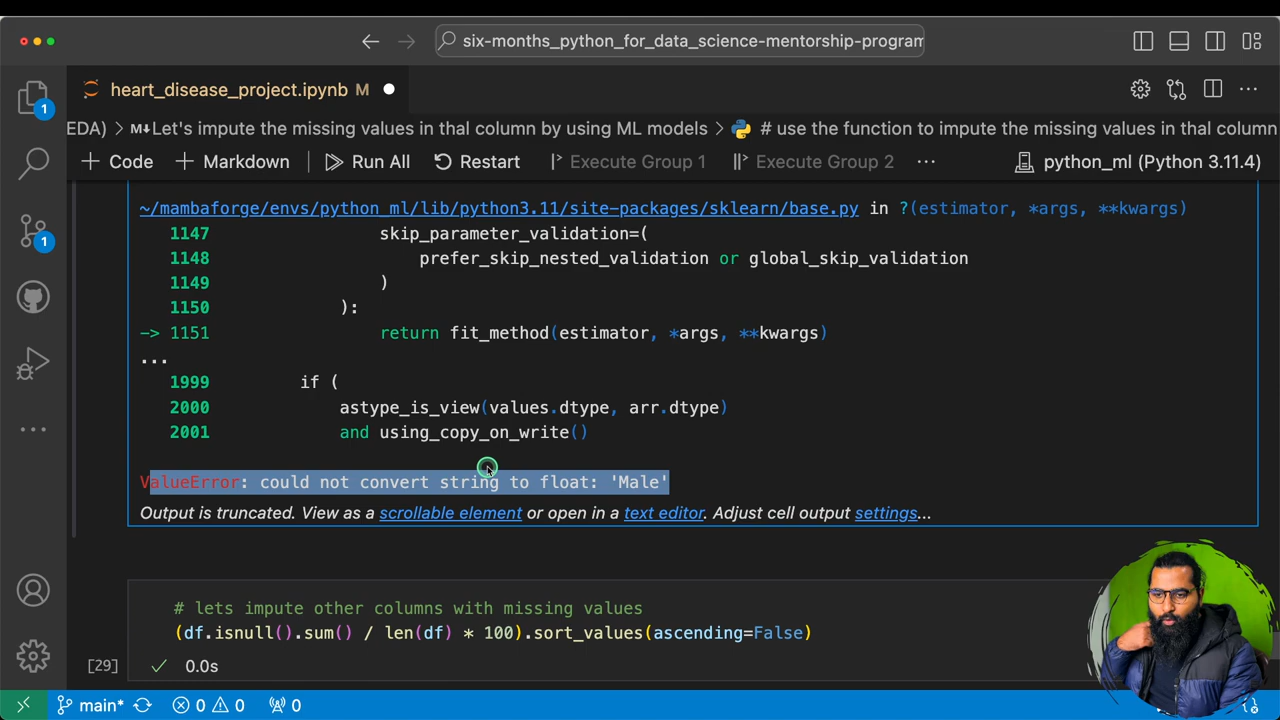 six-months_python_for_data_science-mentorship-program
heart_disease_project.ipynb M
EDA) > M↓Let's impute the missing values in thal column by using ML models > # use the function to impute the missing values in thal column
+ Code + Markdown | Run All Restart Execute Group 1 Execute Group 2 ... python_ml (Python 3.11.4)
~/mambaforge/envs/python_ml/lib/python3.11/site-packages/sklearn/base.py in ?(estimator, *args, **kwargs)
1147 skip_parameter_validation=(
1148 prefer_skip_nested_validation or global_skip_validation
1149 )
1150 ):
-> 1151 return fit_method(estimator, *args, **kwargs)
...
1999 if (
2000 astype_is_view(values.dtype, arr.dtype)
2001 and using_copy_on_write()
ValueError: could not convert string to float: 'Male'
Output is truncated. View as a scrollable element or open in a text editor. Adjust cell output settings...
# lets impute other columns with missing values
(df.isnull().sum() / len(df) * 100).sort_values(ascending=False)
[29] ✓ 0.0s
1
1
main* 0 0 0